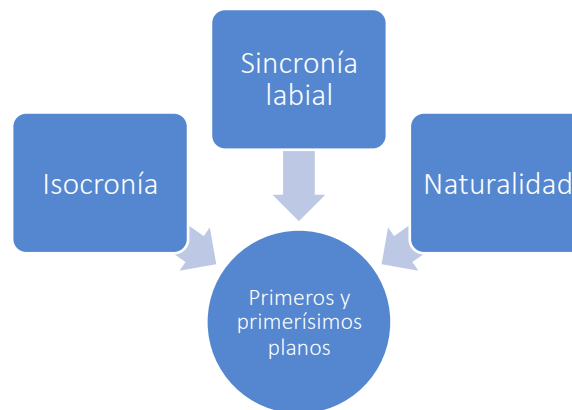 Sincronía
labial
Isocronía
Naturalidad
Primeros y
primerísimos
planos